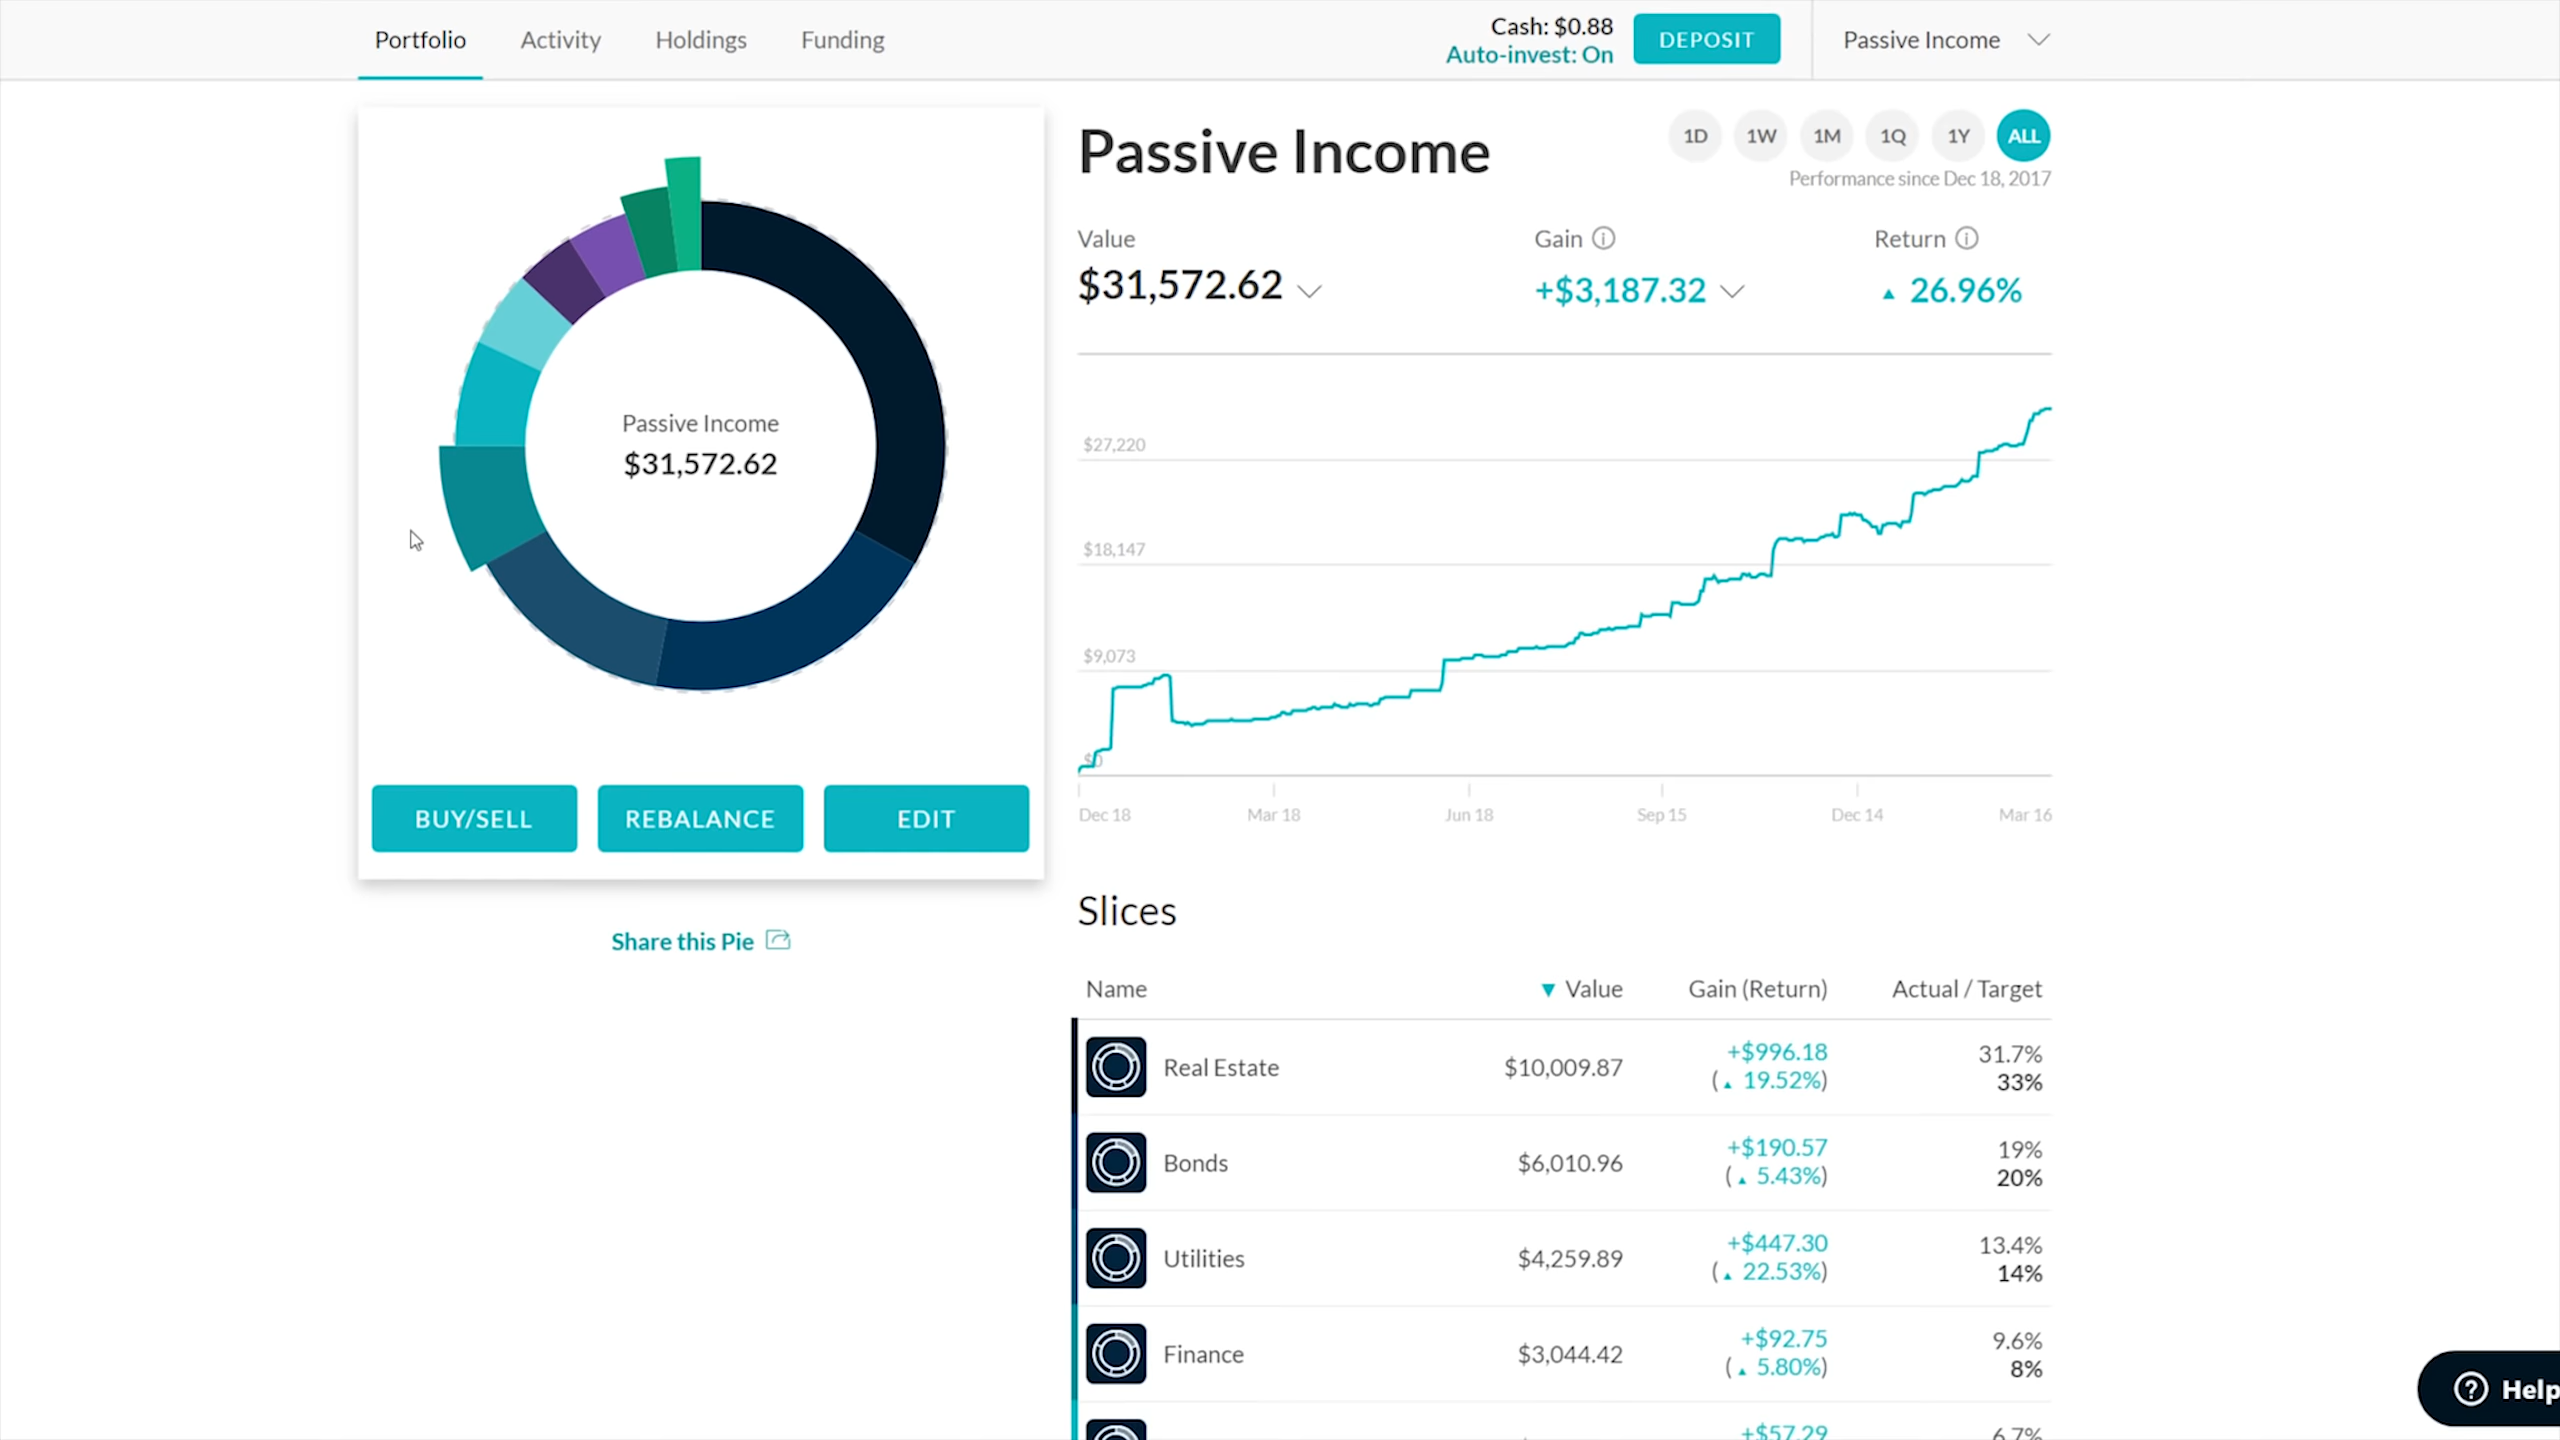 Portfolio
Activity
Holdings
Funding
Cash: $0.88
Auto-invest: On
DEPOSIT
Passive Income
Passive Income
$31,572.62
BUY/SELL
REBALANCE
EDIT
Share this Pie
Passive Income
1D
1W
1M
1Q
1Y
ALL
Performance since Dec 18, 2017
Value
$31,572.62
Gain
+$3,187.32
Return
▲ 26.96%
$27,220
$18,147
$9,073
$0
Dec 18
Mar 18
Jun 18
Sep 15
Dec 14
Mar 16
Slices
Name ▼ Value Gain (Return) Actual / Target
Real Estate $10,009.87 +$996.18 31.7%
(▲ 19.52%) 33%
Bonds $6,010.96 +$190.57 19%
(▲ 5.43%) 20%
Utilities $4,259.89 +$447.30 13.4%
(▲ 22.53%) 14%
Finance $3,044.42 +$92.75 9.6%
(▲ 5.80%) 8%
+$57.29 6.7%
Help